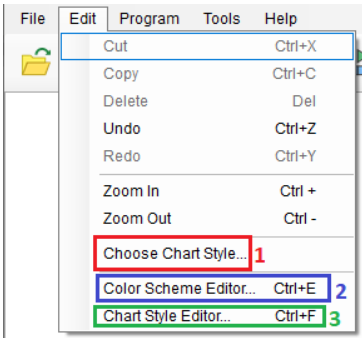 File Edit Program Tools Help
Cut Ctrl+X
Copy Ctrl+C
Delete Del
Undo Ctrl+Z
Redo Ctrl+Y
Zoom In Ctrl +
Zoom Out Ctrl -
Choose Chart Style... 1
Color Scheme Editor... Ctrl+E 2
Chart Style Editor... Ctrl+F 3